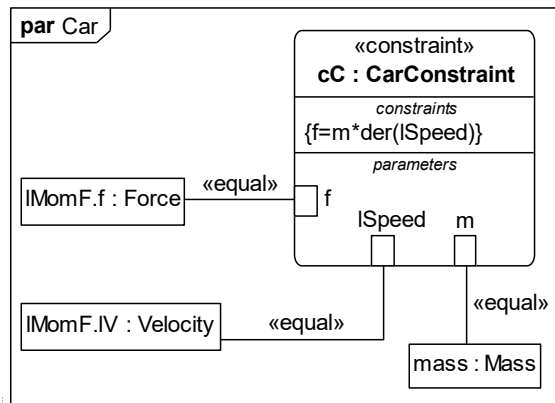 par Car
«constraint»
cC : CarConstraint
constraints
{f=m*der(lSpeed)}
parameters
«equal»
lMomF.f : Force
f
lSpeed m
lMomF.lV : Velocity
«equal»
«equal»
mass : Mass